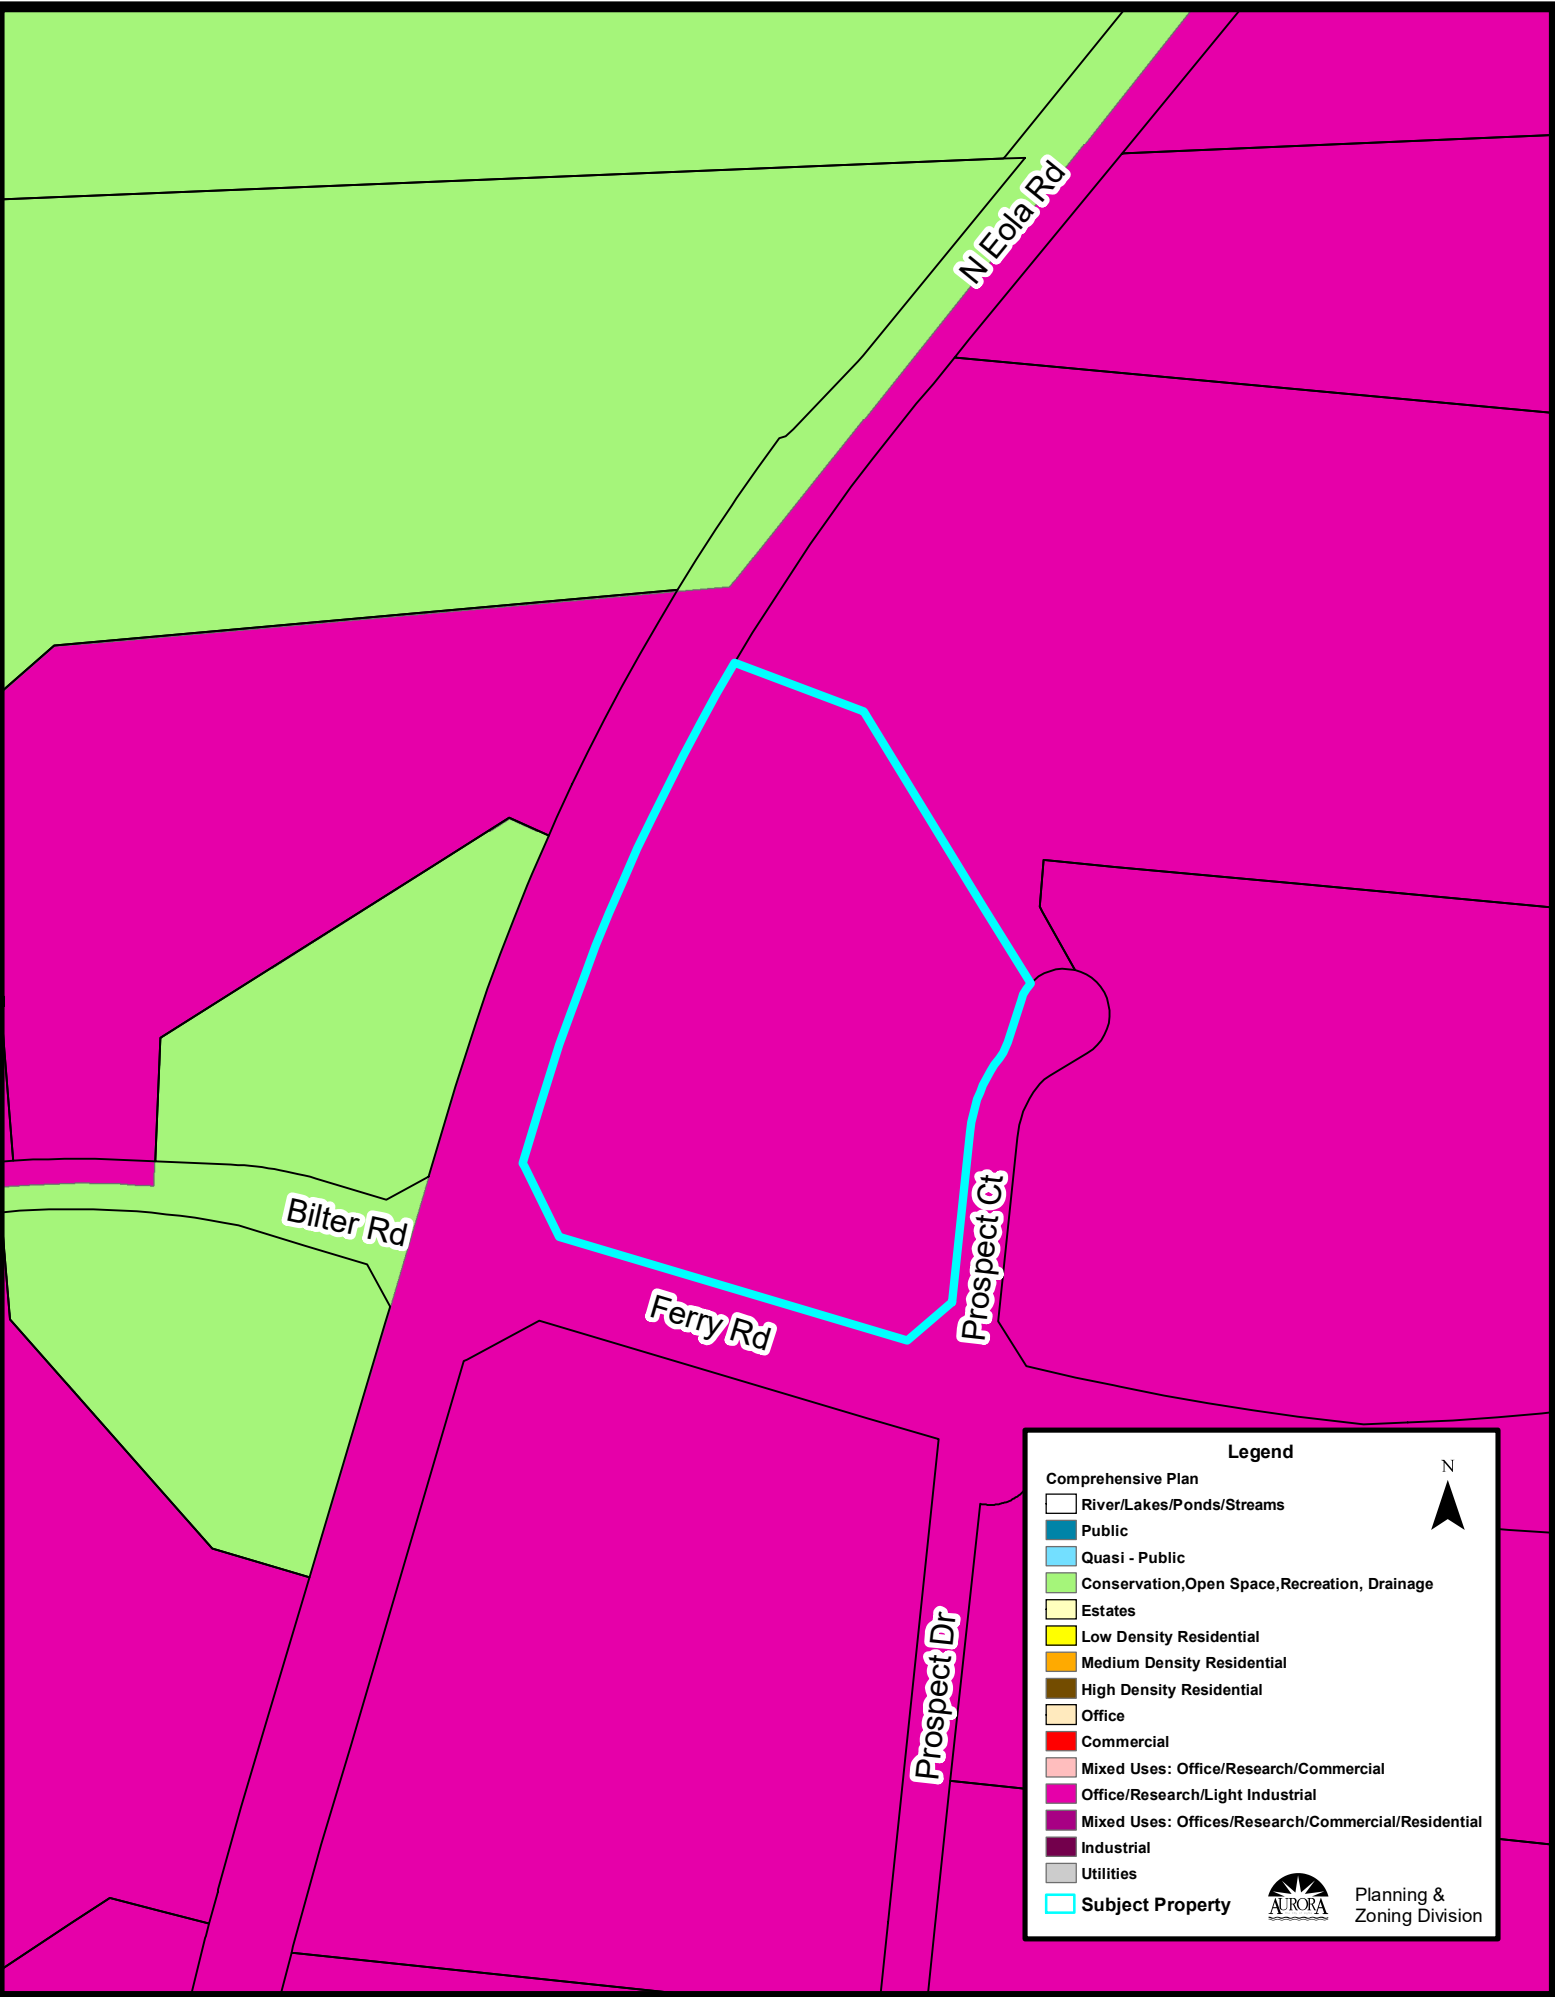 N Eola Rd
Bilter Rd
Ferry Rd
Prospect Ct
Prospect Dr
Legend
Comprehensive Plan
N
River/Lakes/Ponds/Streams
Public
Quasi - Public
Conservation,Open Space,Recreation, Drainage
Estates
Low Density Residential
Medium Density Residential
High Density Residential
Office
Commercial
Mixed Uses: Office/Research/Commercial
Office/Research/Light Industrial
Mixed Uses: Offices/Research/Commercial/Residential
Industrial
Utilities
Subject Property
AURORA
Planning &
Zoning Division